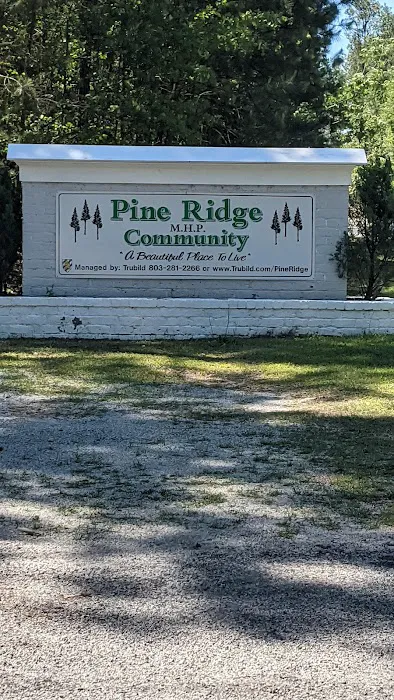 Pine Ridge
M.H.P.
Community
"A Beautiful Place To Live"
Managed by: Trubild 803-281-2266 or www.Trubild.com/PineRidge